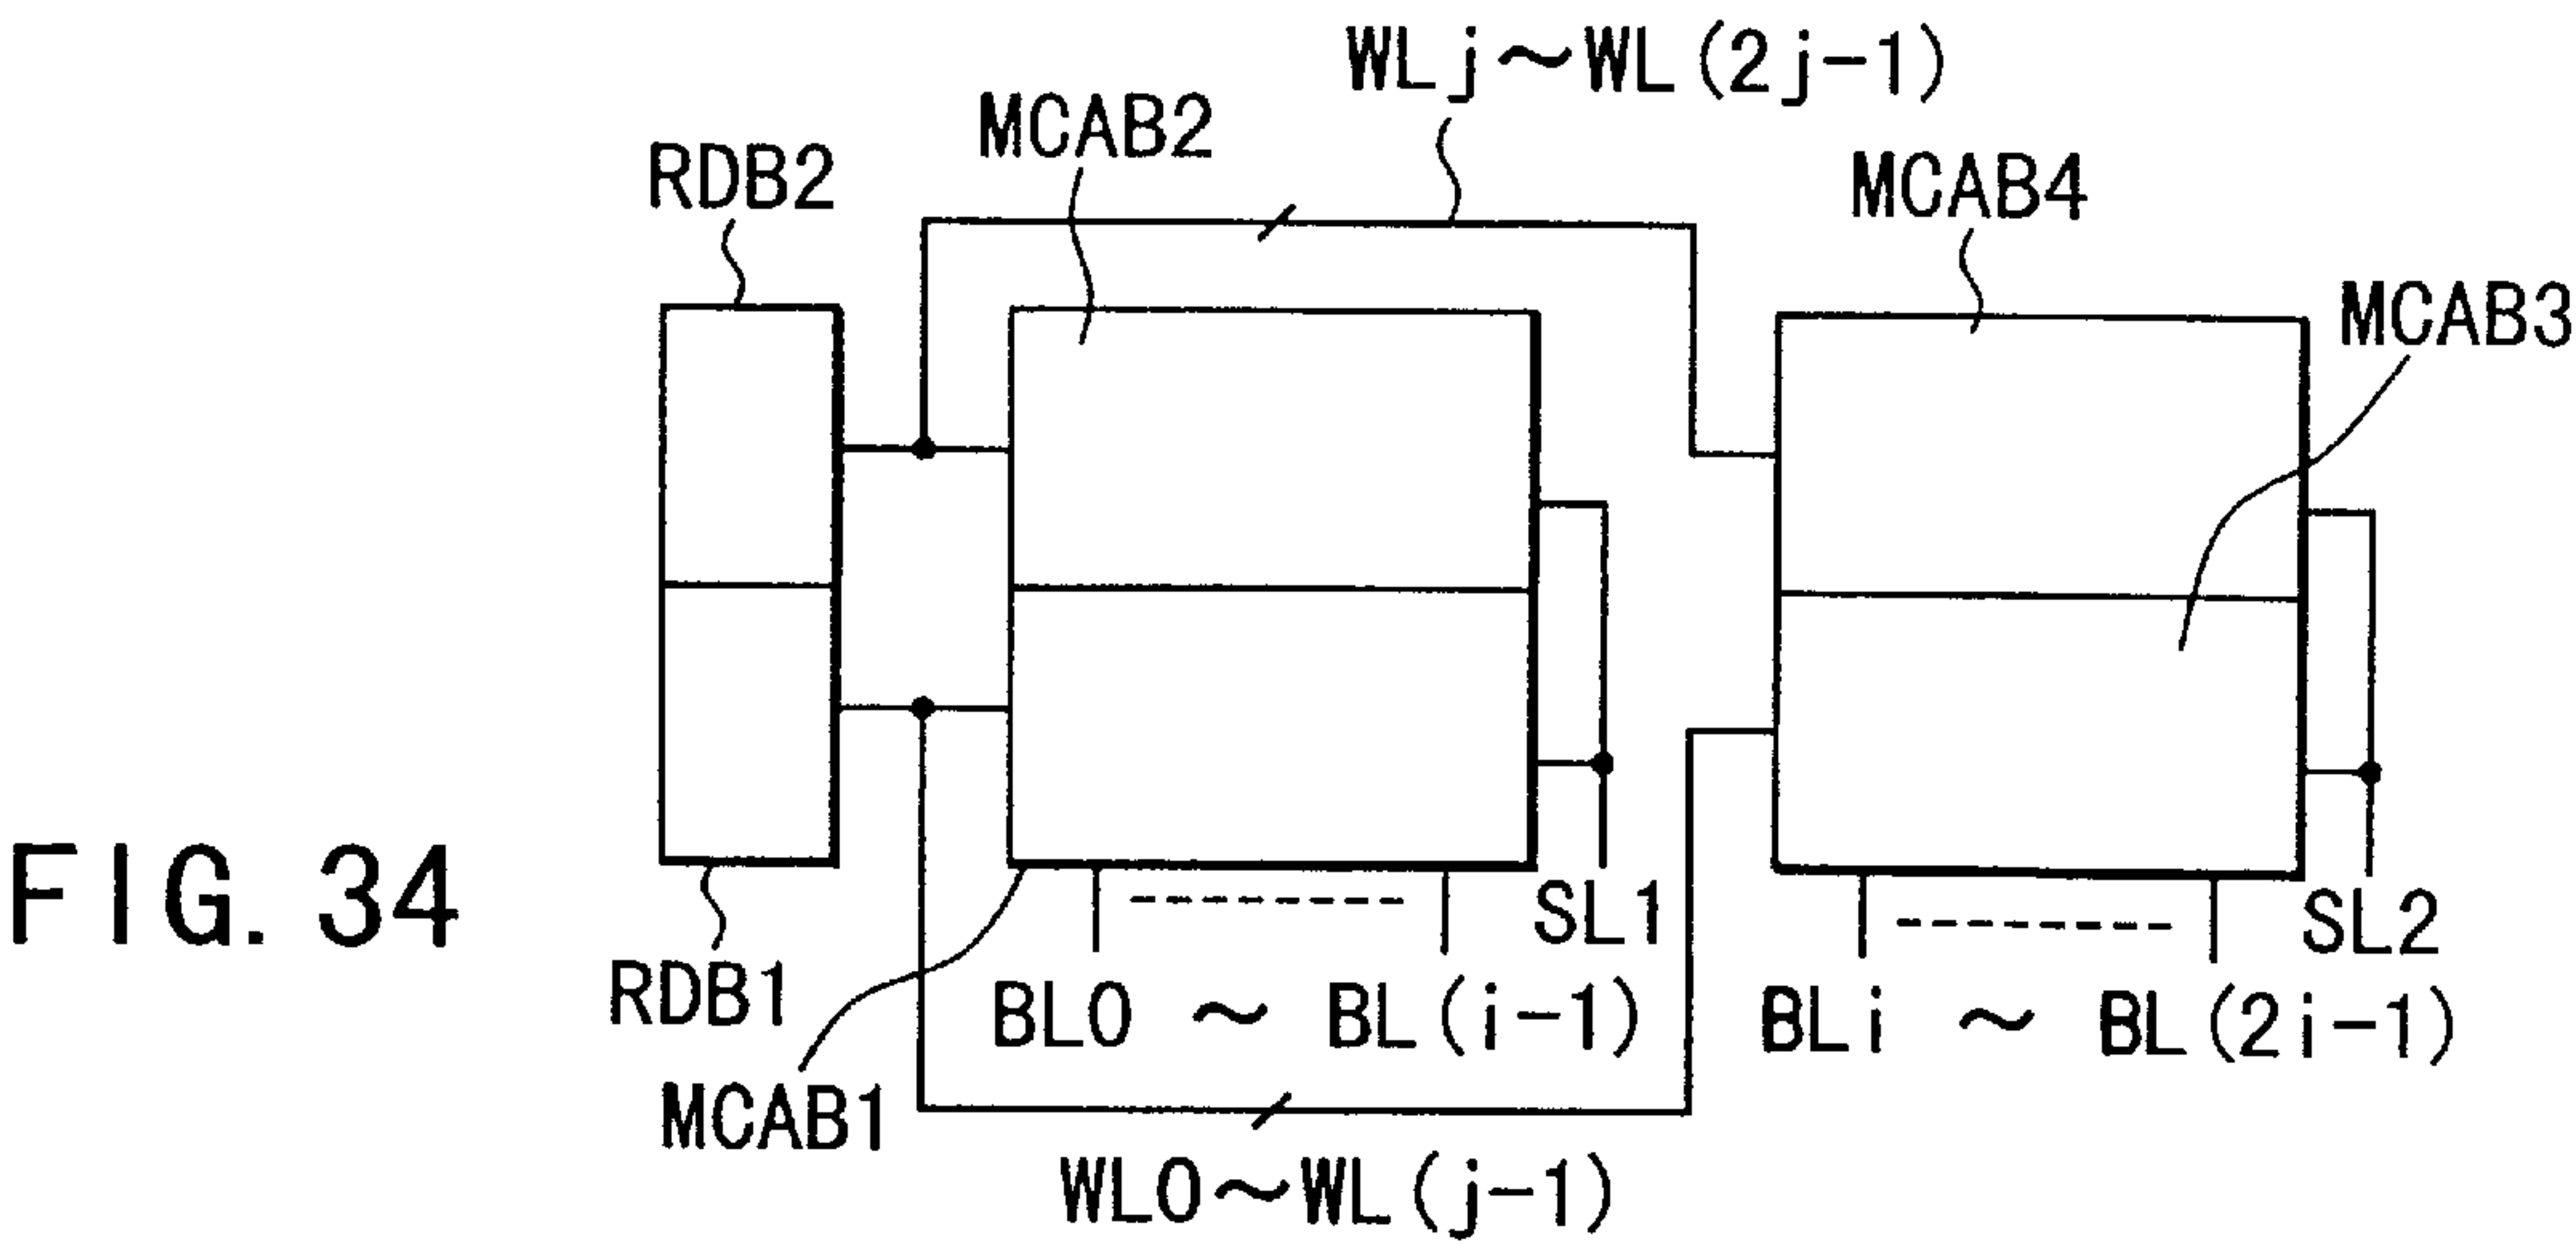 WLj～WL(2j-1)
MCAB2
RDB2
MCAB4
MCAB3
FIG. 34
SL1
SL2
RDB1
BL0 ～ BL(i-1)
BLi ～ BL(2i-1)
MCAB1
WL0～WL(j-1)